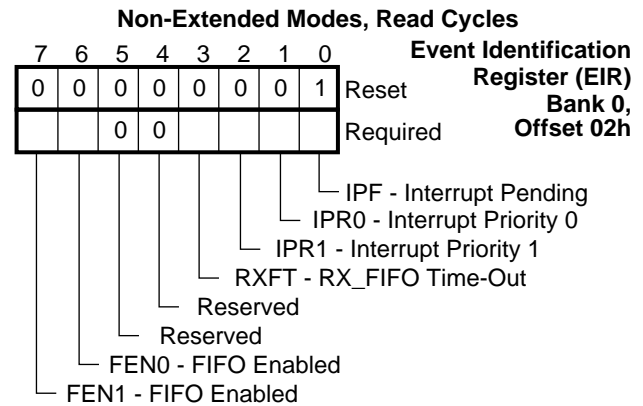 Non-Extended Modes, Read Cycles
7 6 5 4 3 2 1 0
Event Identification
Register (EIR)
Bank 0,
Offset 02h
0 0 0 0 0 0 0 1 Reset
0 0 Required
IPF - Interrupt Pending
IPR0 - Interrupt Priority 0
IPR1 - Interrupt Priority 1
RXFT - RX_FIFO Time-Out
Reserved
Reserved
FEN0 - FIFO Enabled
FEN1 - FIFO Enabled